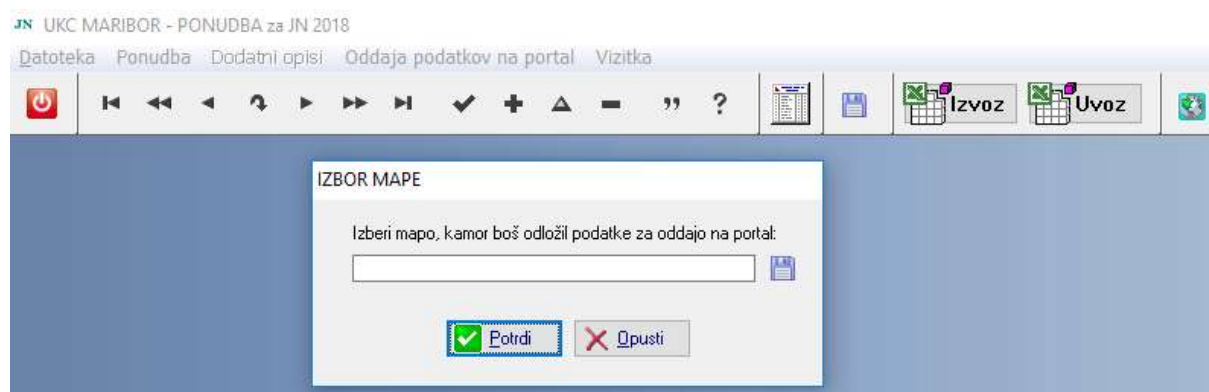 JN UKC MARIBOR - PONUDBA za JN 2018
Datoteka Ponudba Dodatni opisi Oddaja podatkov na portal Vizitka
? Izvoz Uvoz
IZBOR MAPE
Izberi mapo, kamor boš odložil podatke za oddajo na portal:
Potrdi Opusti